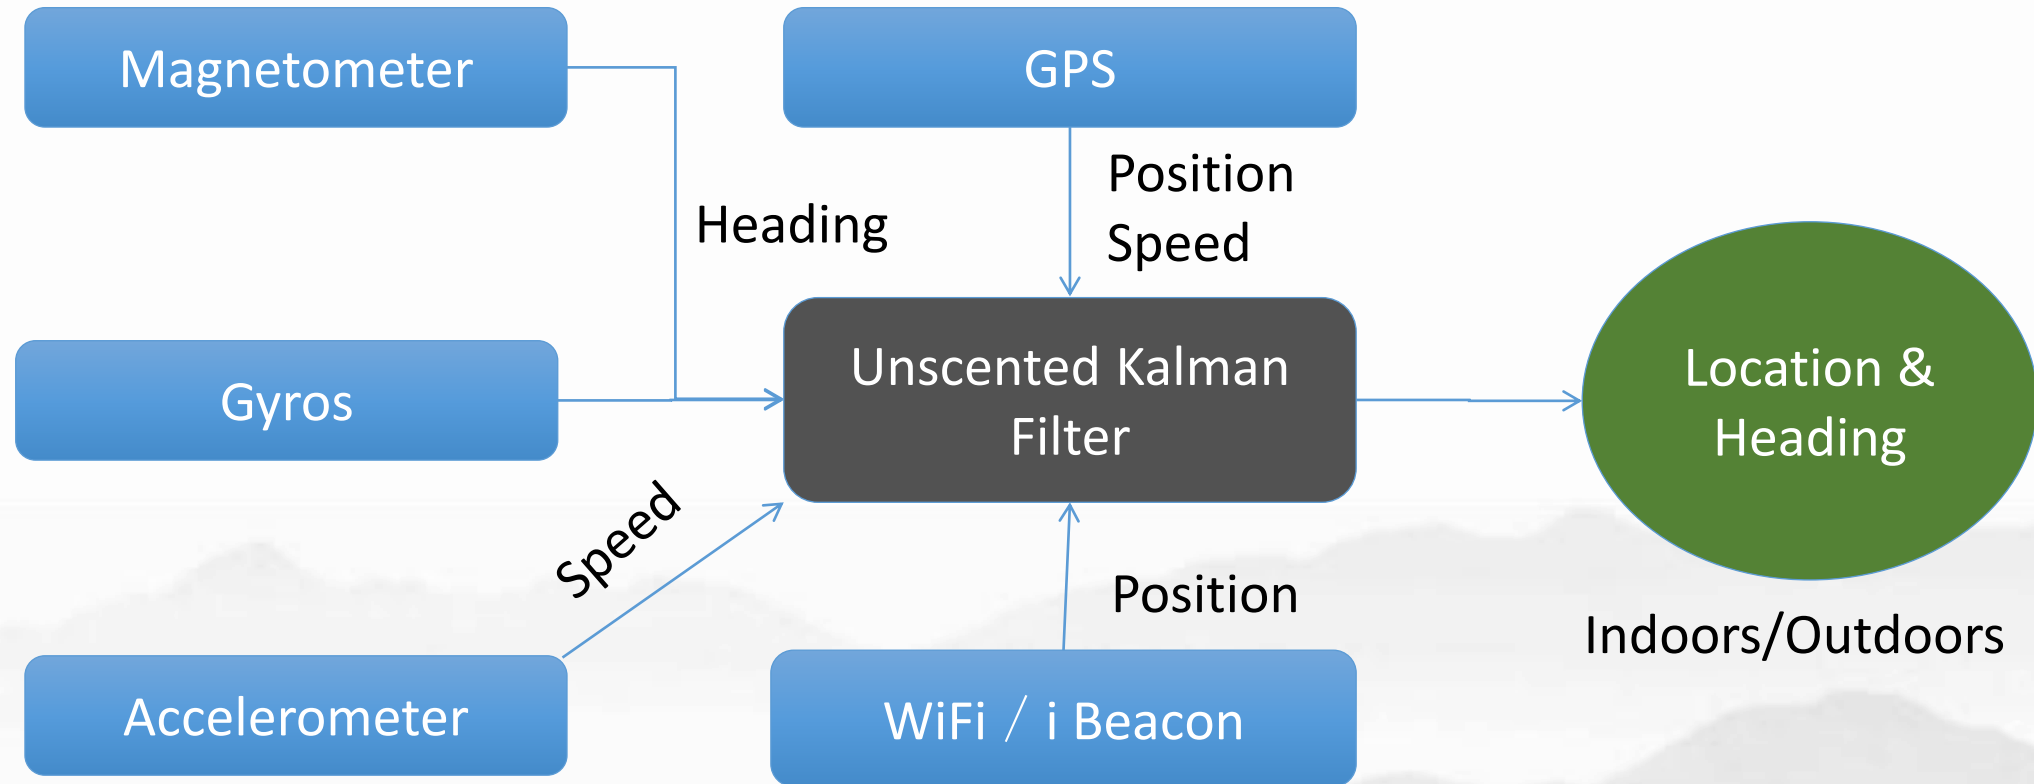 Magnetometer
GPS
Position
Speed
Heading
Gyros
Unscented Kalman
Filter
Location &
Heading
Speed
Position
Indoors/Outdoors
Accelerometer
WiFi / i Beacon